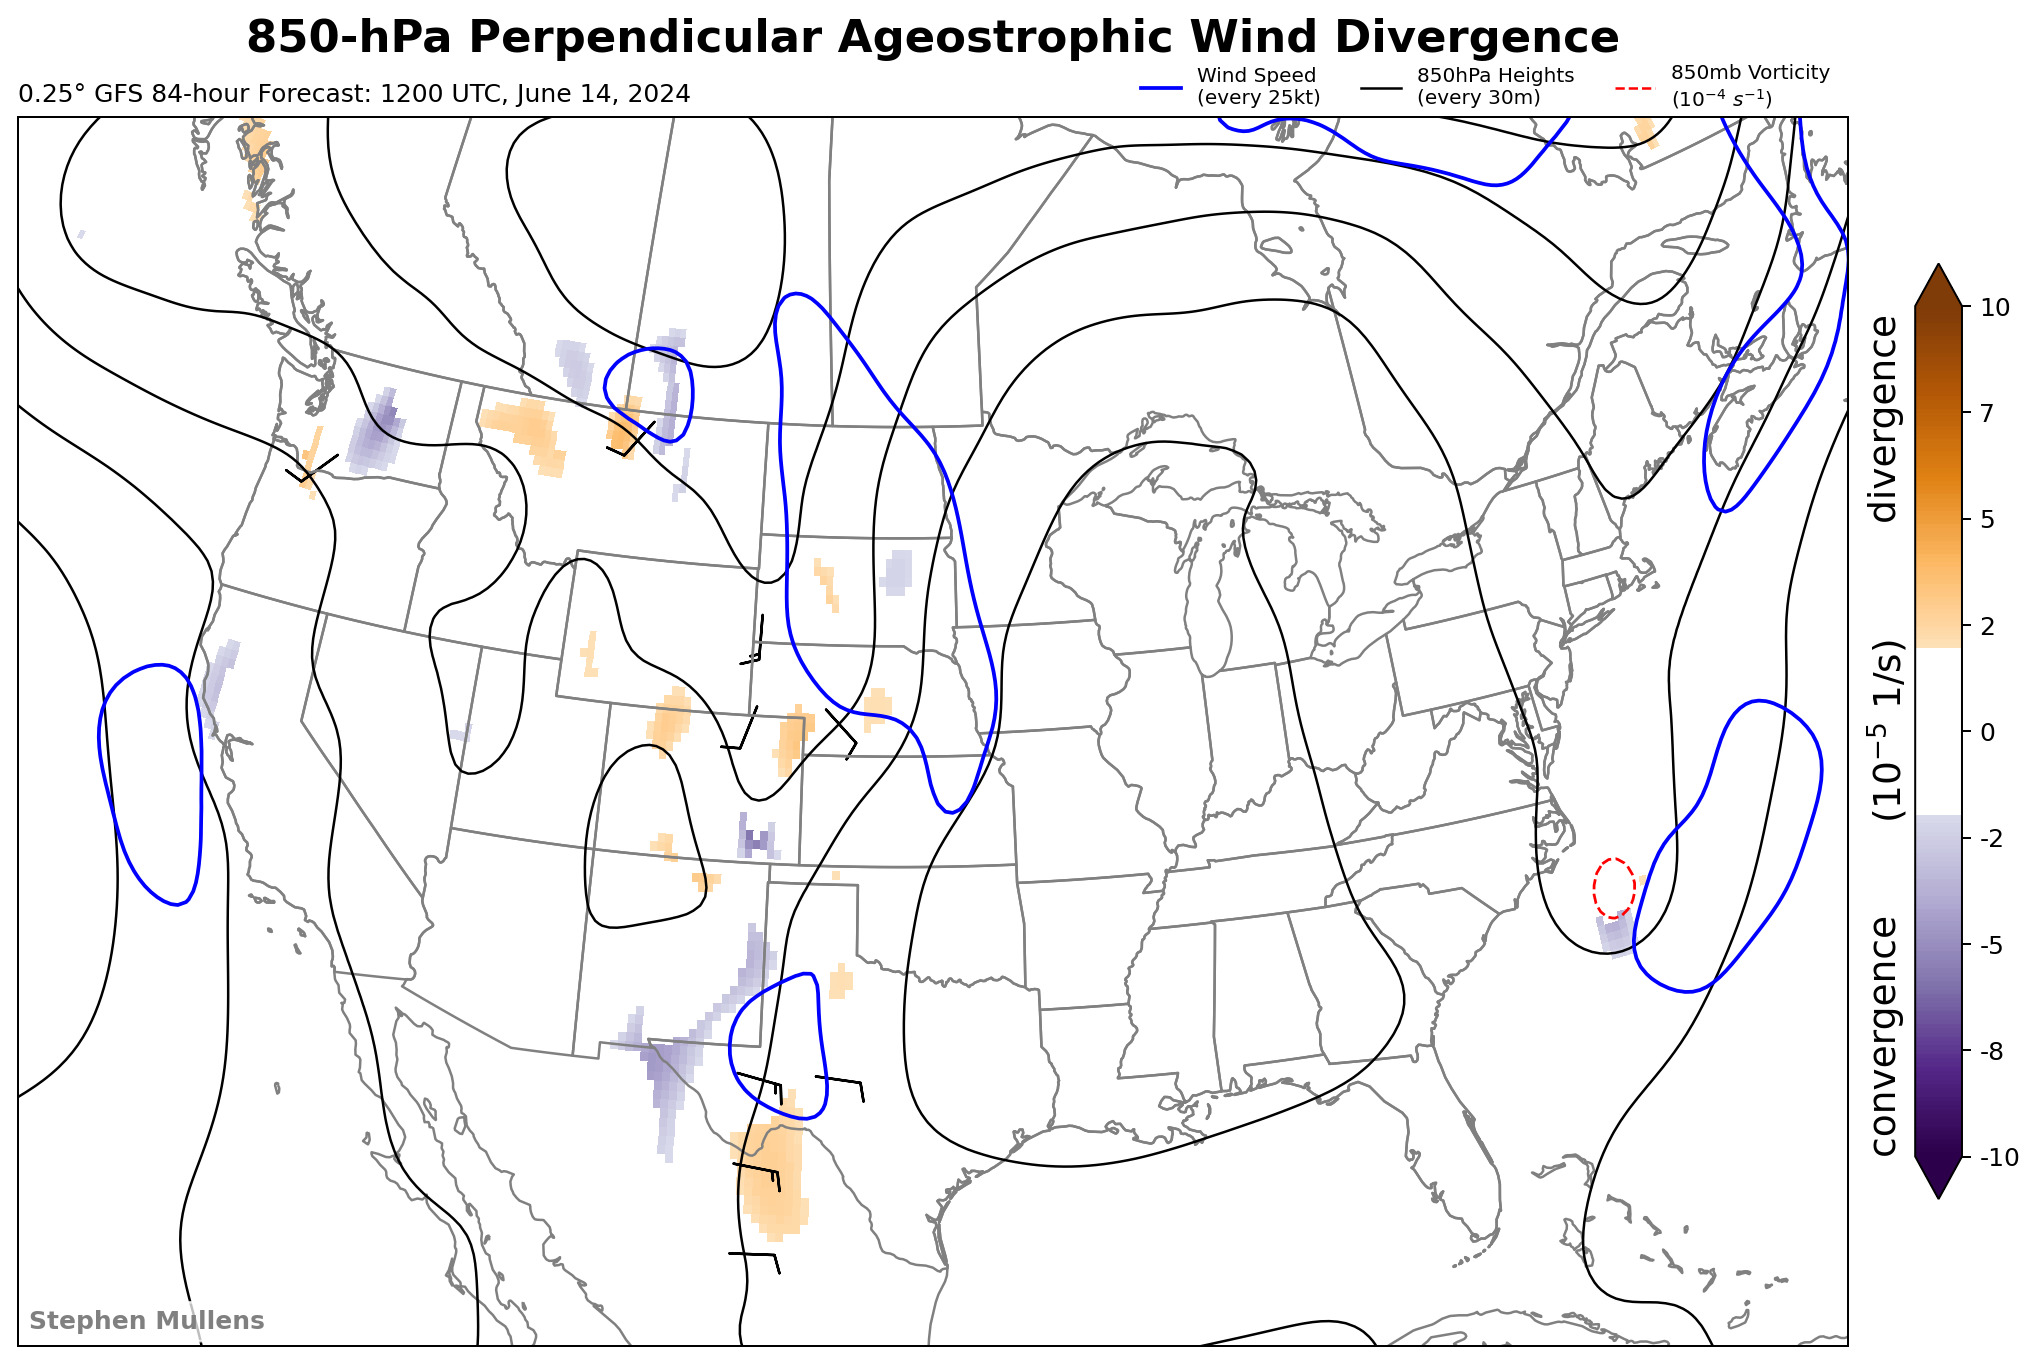 850-hPa Perpendicular Ageostrophic Wind Divergence
0.25° GFS 84-hour Forecast: 1200 UTC, June 14, 2024
Wind Speed
(every 25kt)
850hPa Heights
(every 30m)
850mb Vorticity
(10⁻⁴ s⁻¹)
10
7
5
2
0
-2
-5
-8
-10
divergence
(10⁻⁵ 1/s)
convergence
Stephen Mullens